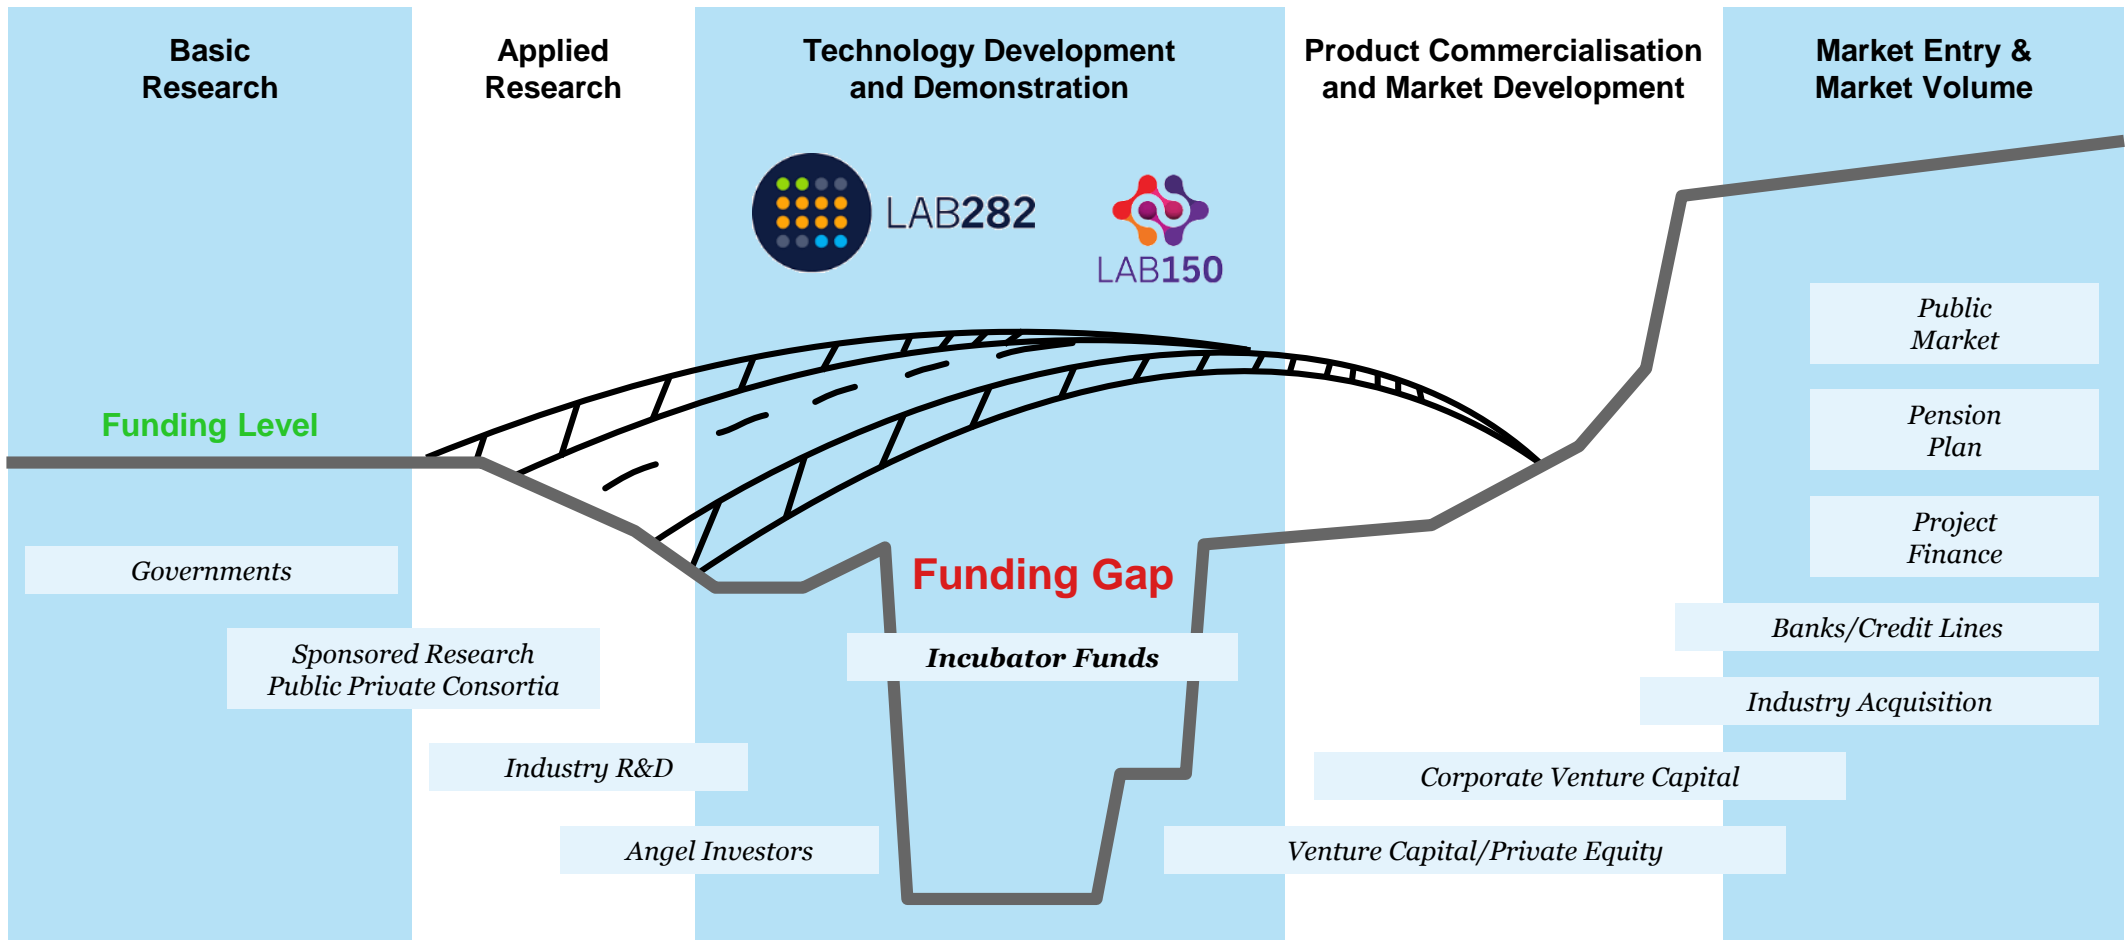 Basic
Research
Applied
Research
Technology Development
and Demonstration
Product Commercialisation
and Market Development
Market Entry &
Market Volume
LAB282
LAB150
Public
Market
Pension
Plan
Funding Level
Project
Finance
Governments
Funding Gap
Banks/Credit Lines
Sponsored Research
Public Private Consortia
Incubator Funds
Industry Acquisition
Industry R&D
Corporate Venture Capital
Angel Investors
Venture Capital/Private Equity